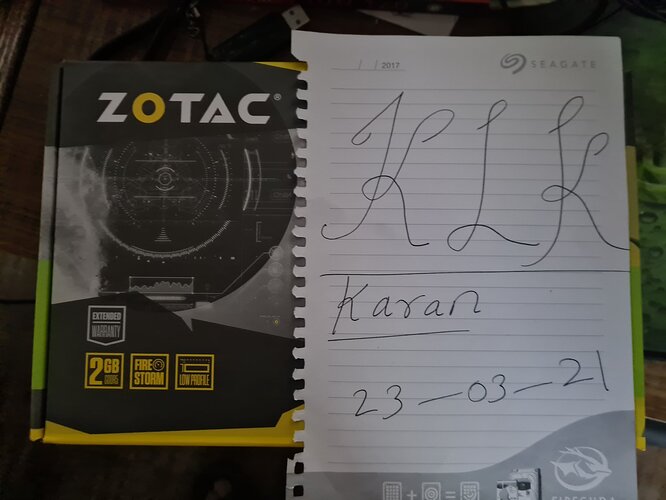 ZOTAC®
EXTENDED
WARRANTY
2GB
FIRE
STORM
LOW PROFILE
/ / 2017
SEAGATE
KLK
Karan
23-03-21